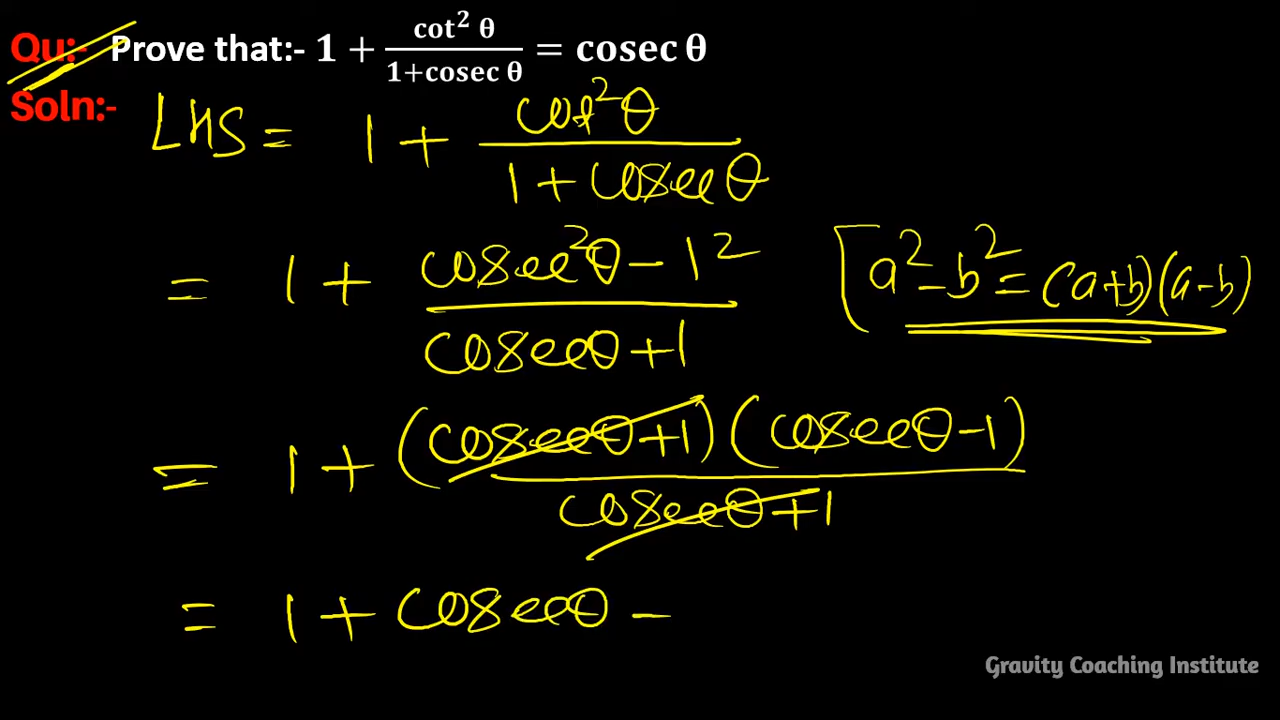 Qu:- Prove that:- 1 + cot² θ / 1+cosec θ = cosec θ
Soln:- LHS = 1 + cot²θ / 1 + cosecθ
= 1 + cosec²θ - 1² / cosecθ + 1 [a² - b² = (a+b)(a-b)
= 1 + (cosecθ+1)(cosecθ-1) / cosecθ+1
= 1 + cosecθ -
Gravity Coaching Institute